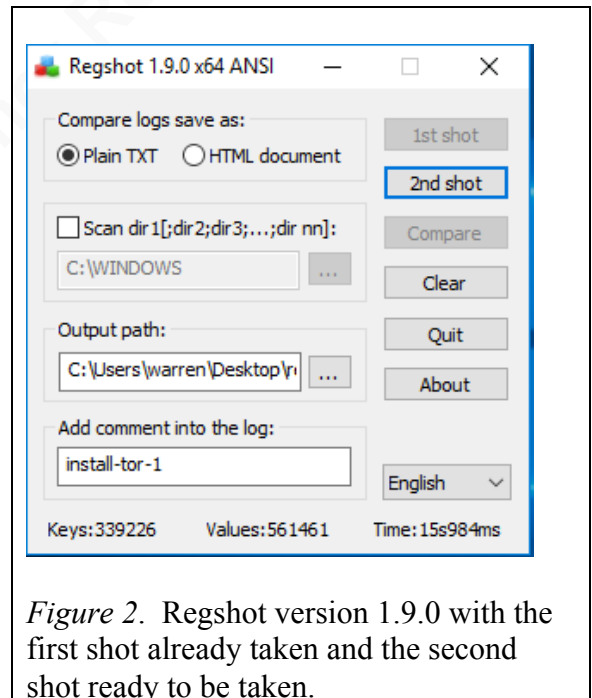 Regshot 1.9.0 x64 ANSI
Compare logs save as:
Plain TXT HTML document
1st shot
2nd shot
Scan dir1[;dir2;dir3;...;dir nn]:
Compare
C:\WINDOWS ...
Clear
Output path:
Quit
C:\Users\warren\Desktop\ ...
About
Add comment into the log:
install-tor-1
English
Keys:339226 Values:561461 Time:15s984ms
Figure 2. Regshot version 1.9.0 with the
first shot already taken and the second
shot ready to be taken.